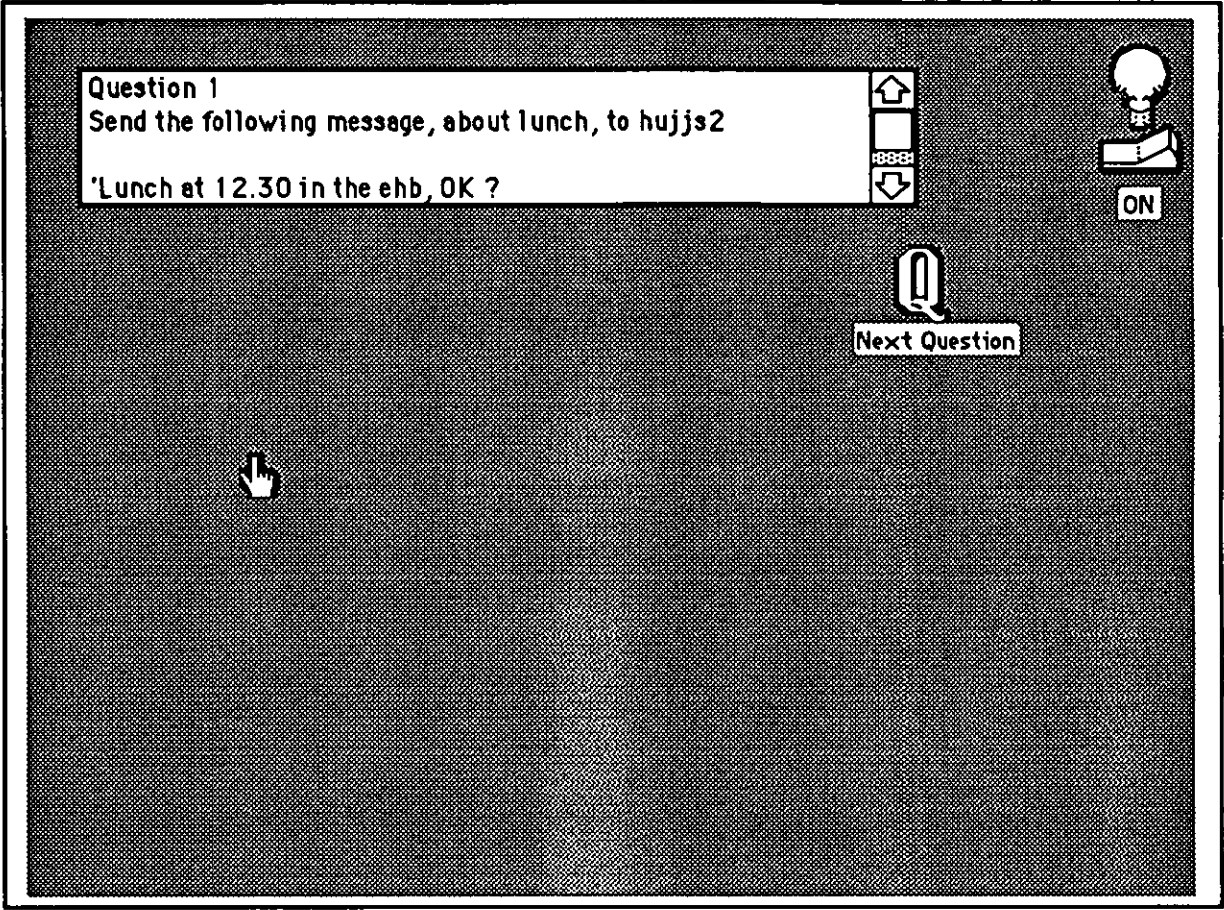 Question 1
Send the following message, about lunch, to hujjs2
'Lunch at 12.30 in the ehb, OK ?
ON
Q
Next Question